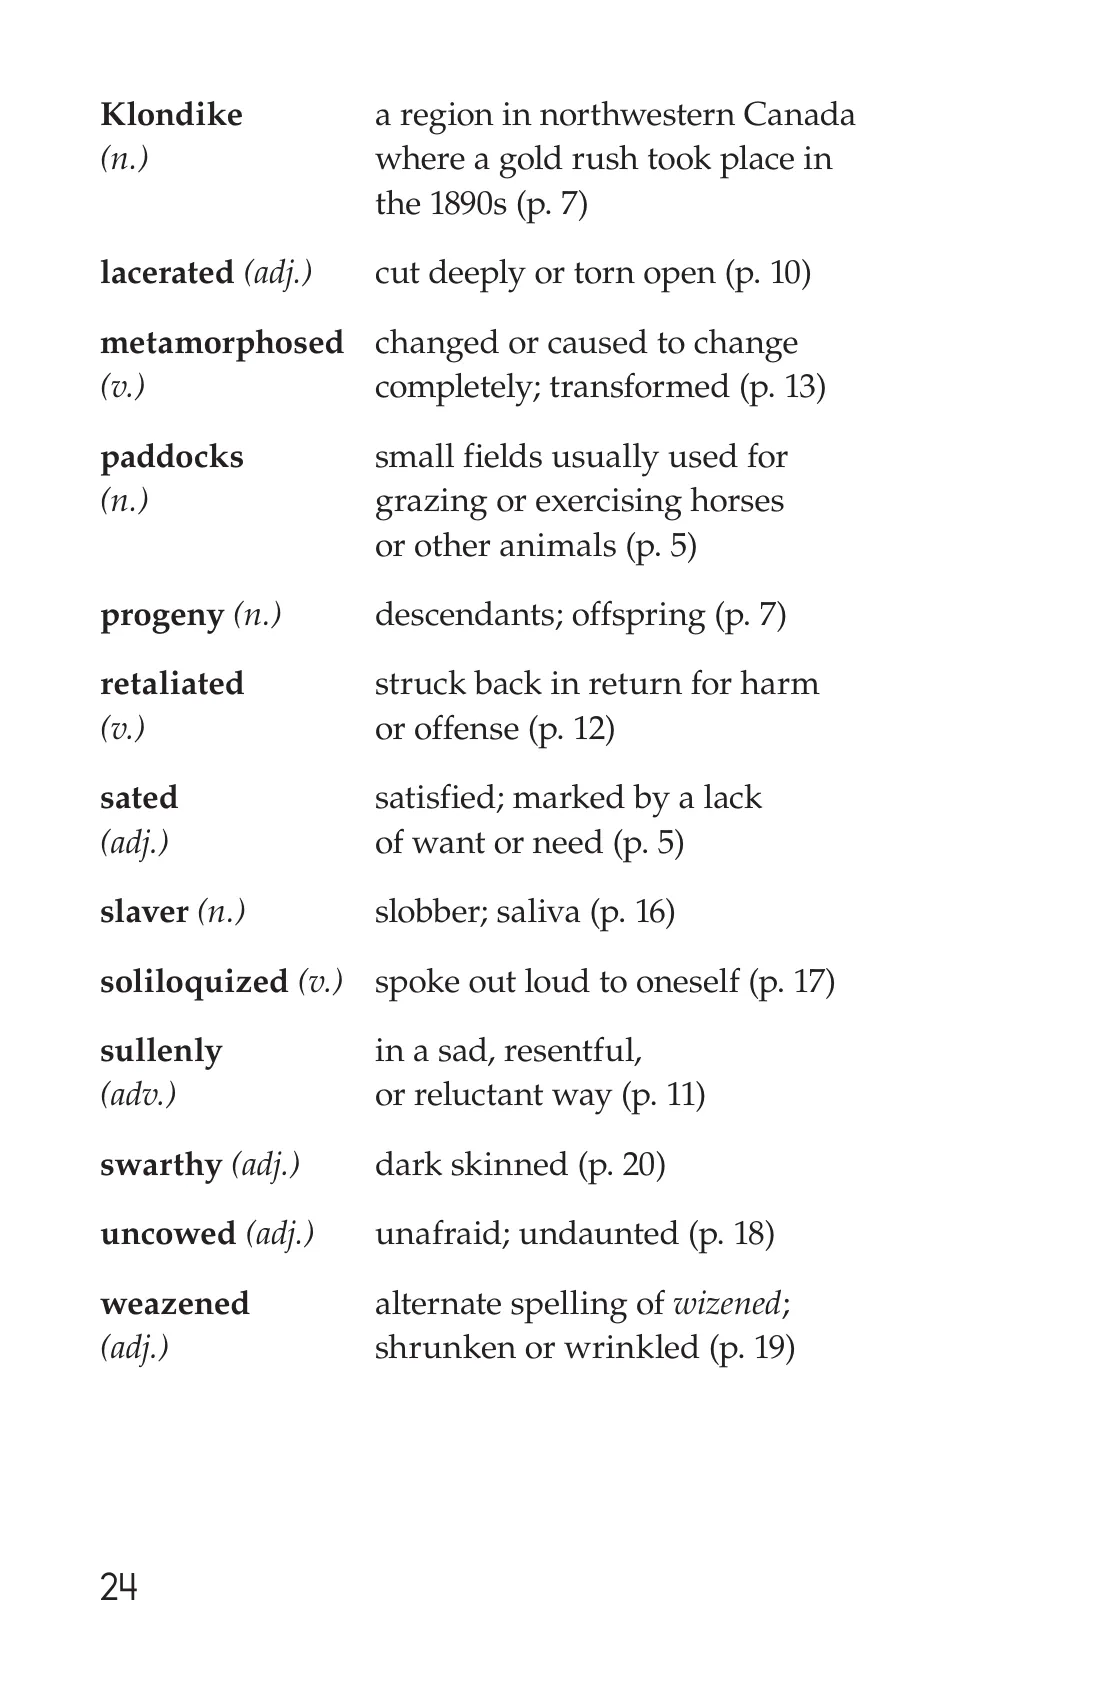 Klondike a region in northwestern Canada
(n.) where a gold rush took place in
the 1890s (p. 7)
lacerated (adj.) cut deeply or torn open (p. 10)
metamorphosed changed or caused to change
(v.) completely; transformed (p. 13)
paddocks small fields usually used for
(n.) grazing or exercising horses
or other animals (p. 5)
progeny (n.) descendants; offspring (p. 7)
retaliated struck back in return for harm
(v.) or offense (p. 12)
sated satisfied; marked by a lack
(adj.) of want or need (p. 5)
slaver (n.) slobber; saliva (p. 16)
soliloquized (v.) spoke out loud to oneself (p. 17)
sullenly in a sad, resentful,
(adv.) or reluctant way (p. 11)
swarthy (adj.) dark skinned (p. 20)
uncowed (adj.) unafraid; undaunted (p. 18)
weazened alternate spelling of wizened;
(adj.) shrunken or wrinkled (p. 19)
24